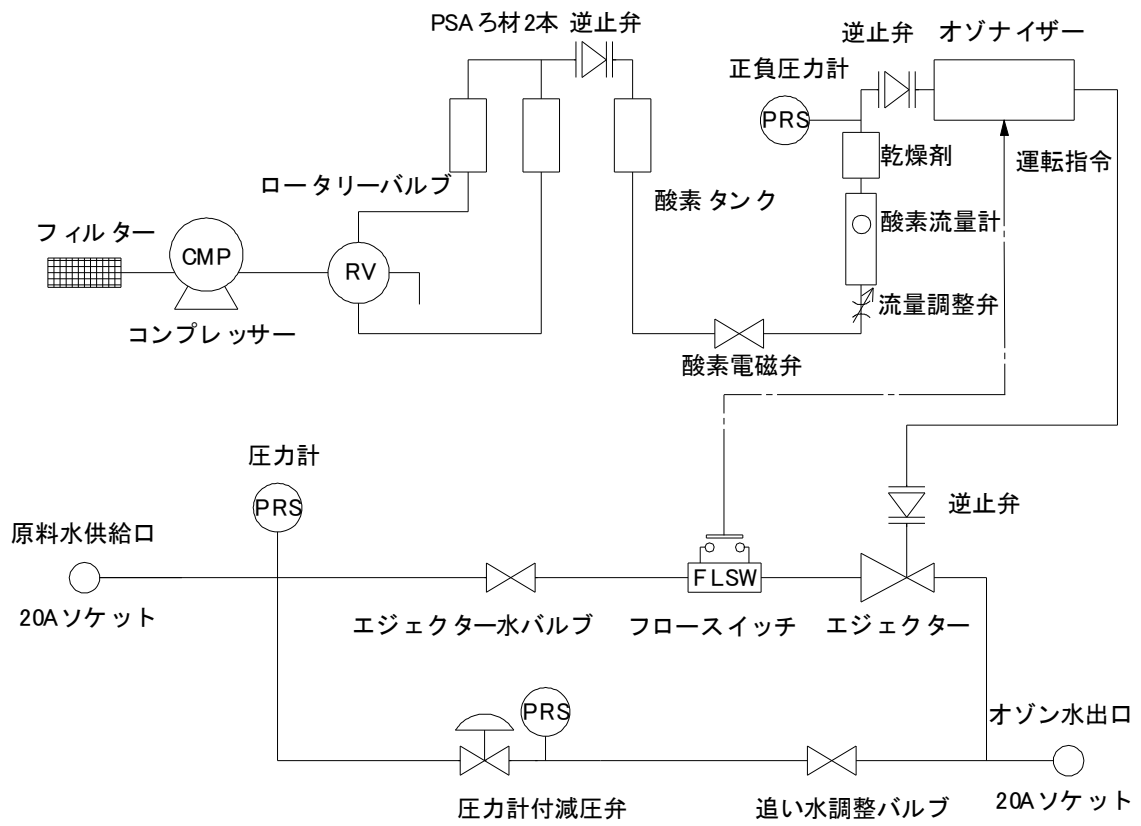 PSAろ材2本 逆止弁
逆止弁 オゾナイザー
正負圧力計
PRS
乾燥剤
運転指令
ロータリーバルブ
酸素タンク
酸素流量計
フィルター
CMP
RV
コンプレッサー
流量調整弁
酸素電磁弁
圧力計
PRS
逆止弁
原料水供給口
FLSW
20Aソケット
エジェクター水バルブ
フロースイッチ
エジェクター
PRS
オゾン水出口
圧力計付減圧弁
追い水調整バルブ
20Aソケット